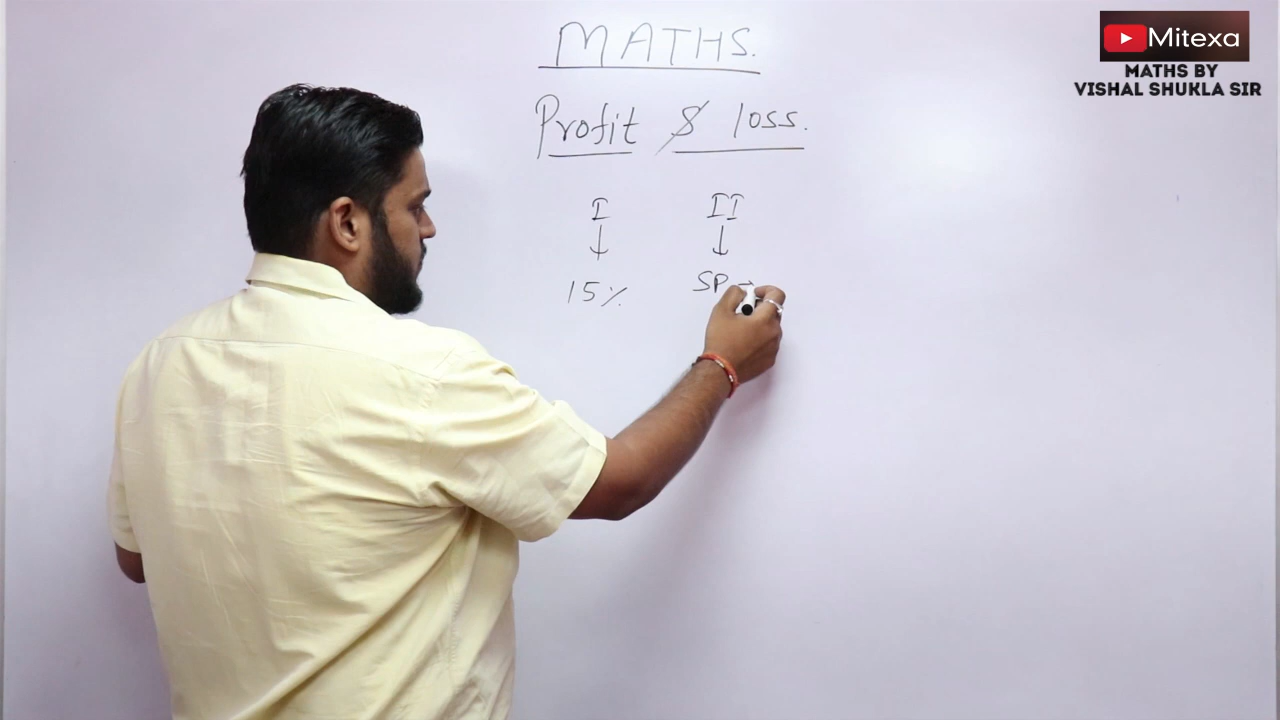 MATHS.
Profit & loss.
I II
↓ ↓
15% SP
Mitexa
MATHS BY
VISHAL SHUKLA SIR